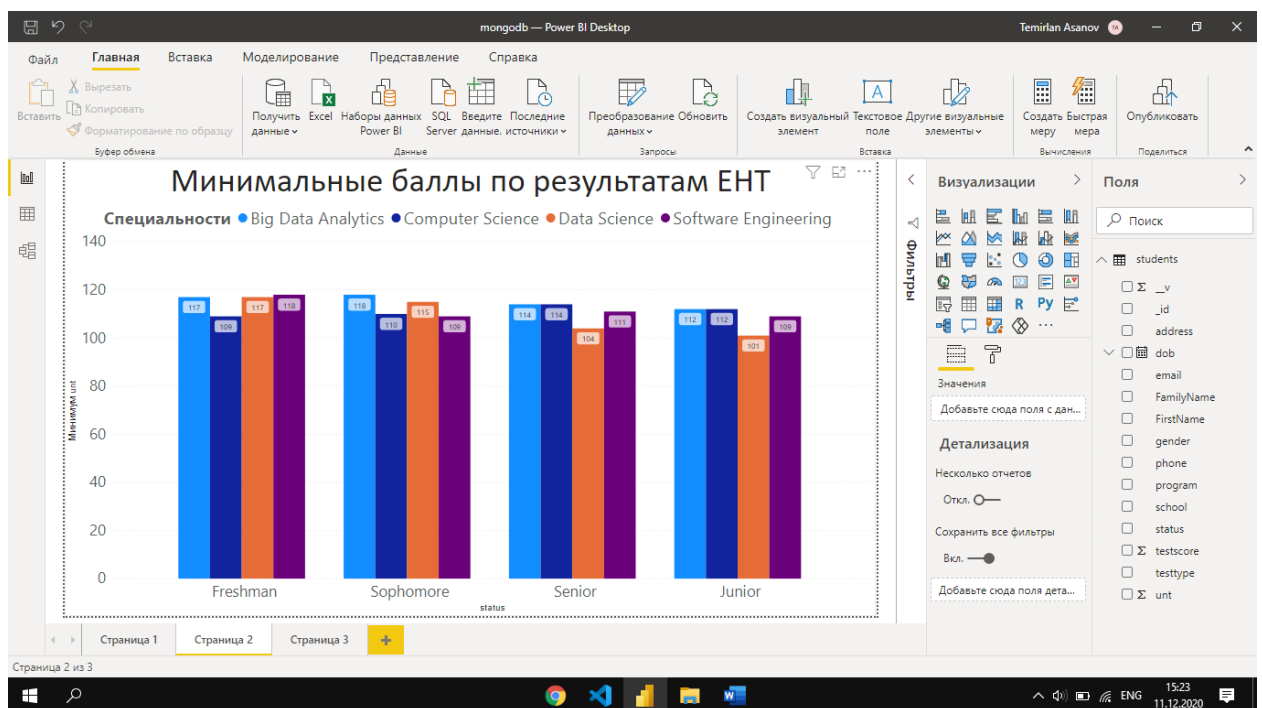 mongodb — Power BI Desktop
Temirlan Asanov TA
Файл Главная Вставка Моделирование Представление Справка
Вставить
Вырезать
Копировать
Форматирование по образцу
Буфер обмена
Получить данные
Excel
Наборы данных Power BI
SQL Server
Введите данные.
Последние источники
Данные
Преобразование данных
Обновить
Запросы
Создать визуальный элемент
Текстовое поле
Другие визуальные элементы
Вставка
Создать меру
Быстрая мера
Вычисления
Опубликовать
Поделиться
Минимальные баллы по результатам ЕНТ
Специальности Big Data Analytics Computer Science Data Science Software Engineering
140
120
100
80
60
40
20
0
Минимум unt
117 109 117 118
118 110 115 109
114 114 104 111
112 112 101 109
Freshman Sophomore Senior Junior
status
Фильтры
Визуализации
R Py
123
Значения
Добавьте сюда поля с дан...
Детализация
Несколько отчетов
Откл.
Сохранить все фильтры
Вкл.
Добавьте сюда поля дета...
Поля
Поиск
students
Σ _v
_id
address
dob
email
FamilyName
FirstName
gender
phone
program
school
status
Σ testscore
testtype
Σ unt
Страница 1 Страница 2 Страница 3
Страница 2 из 3
ENG
15:23
11.12.2020